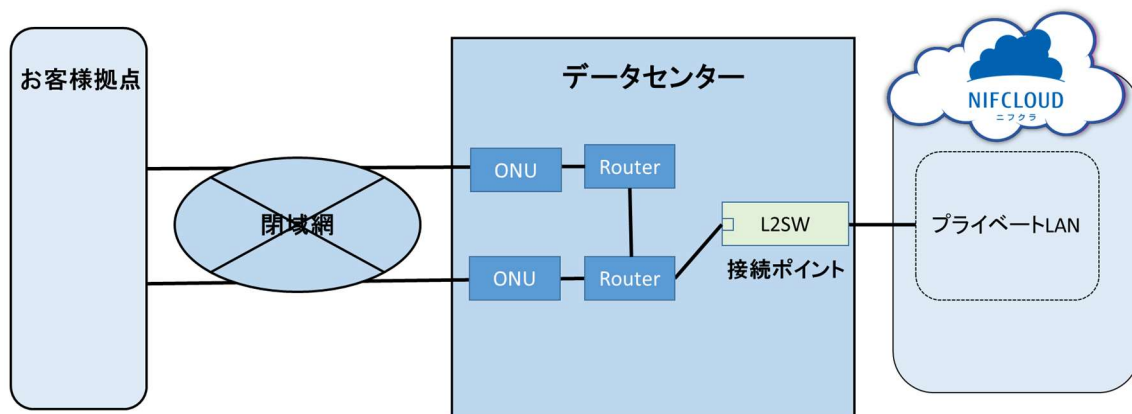 お客様拠点
閉域網
データセンター
ONU
Router
ONU
Router
L2SW
接続ポイント
NIFCLOUD
ニフクラ
プライベートLAN